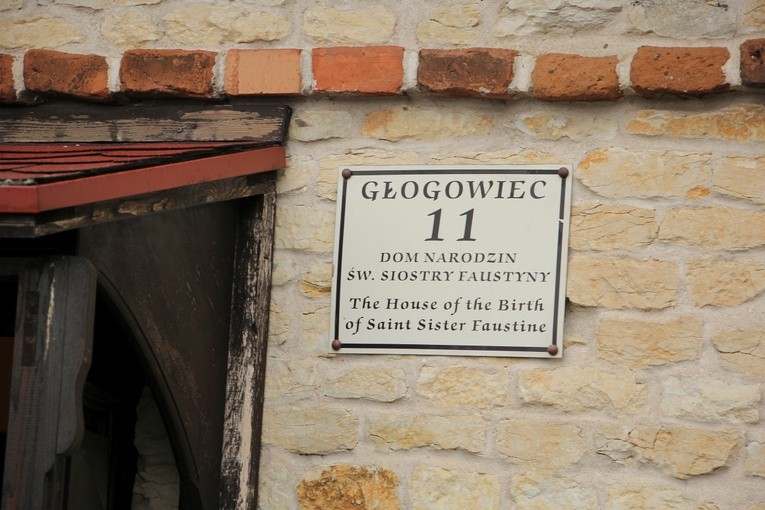 GŁOGOWIEC
11
DOM NARODZIN
ŚW. SIOSTRY FAUSTYNY
The House of the Birth
of Saint Sister Faustine